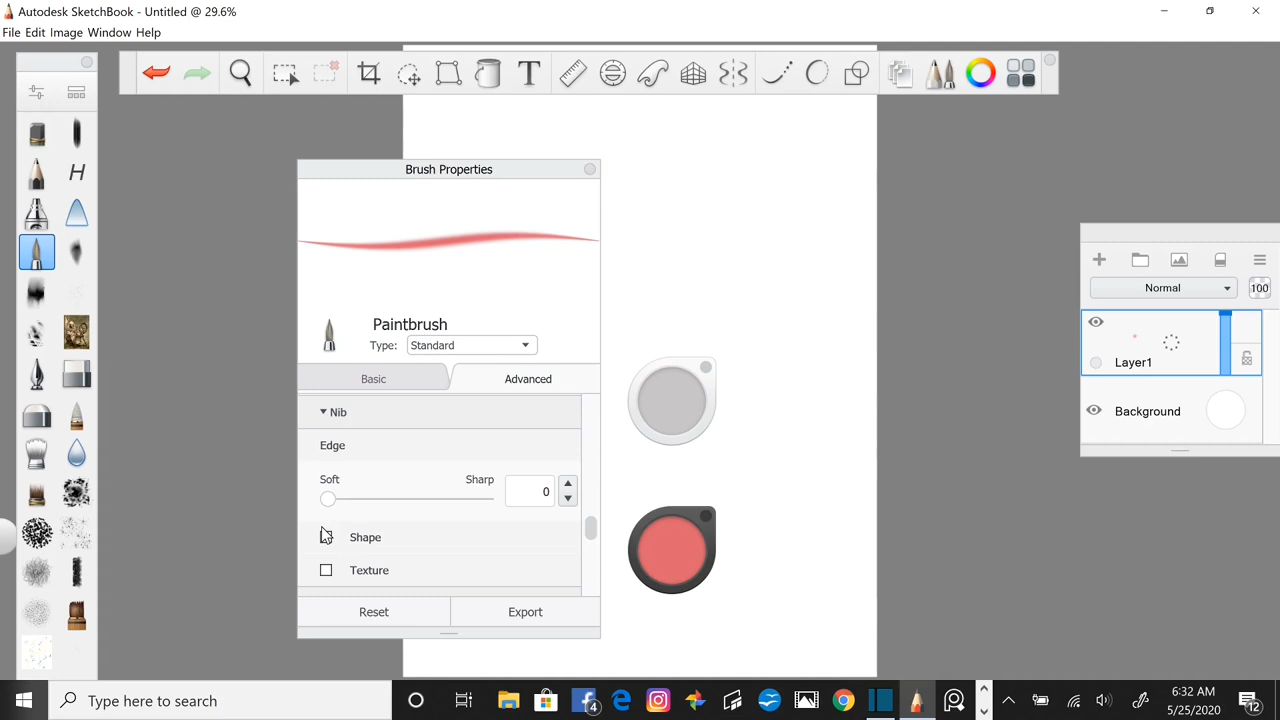 Autodesk SketchBook - Untitled @ 29.6%
File Edit Image Window Help
T
H
Brush Properties
Paintbrush
Type: Standard
Basic Advanced
Nib
Edge
Soft Sharp
0
Shape
Texture
Reset Export
Normal 100
Layer1
Background
Type here to search
4
6:32 AM
5/25/2020
12